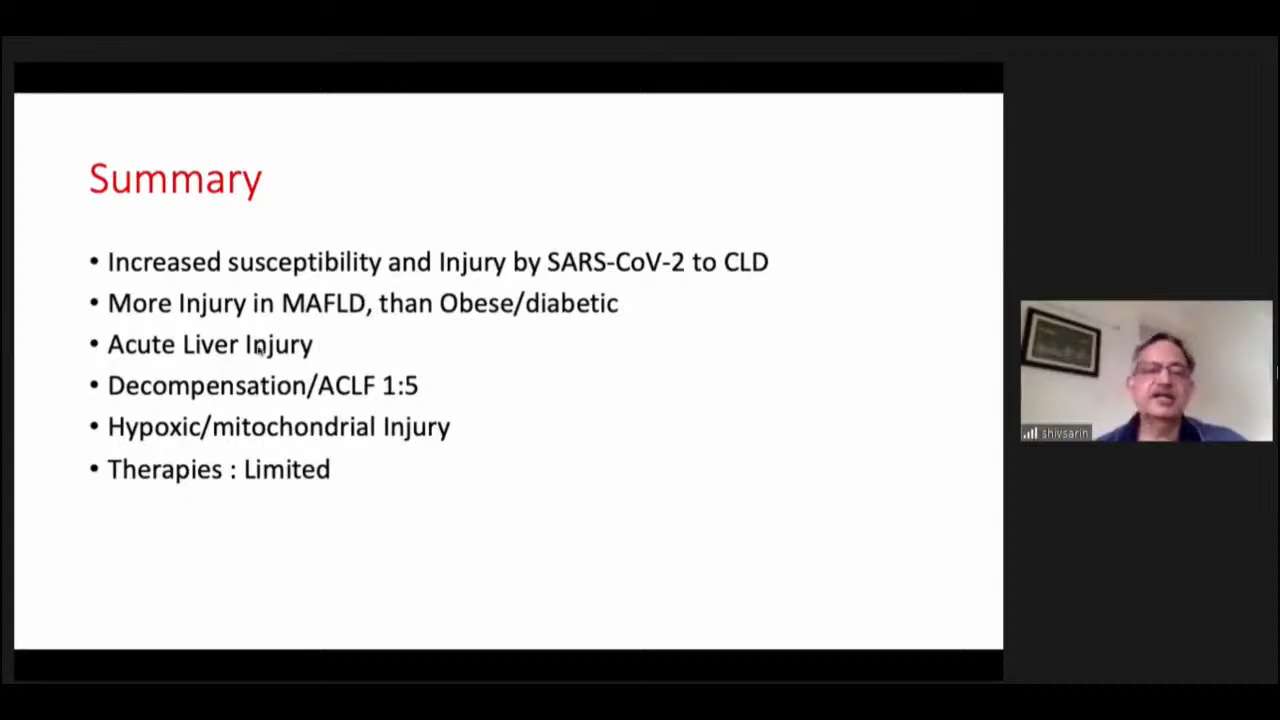 Summary
• Increased susceptibility and Injury by SARS-CoV-2 to CLD
• More Injury in MAFLD, than Obese/diabetic
• Acute Liver Injury
• Decompensation/ACLF 1:5
• Hypoxic/mitochondrial Injury
• Therapies : Limited
shivsarin